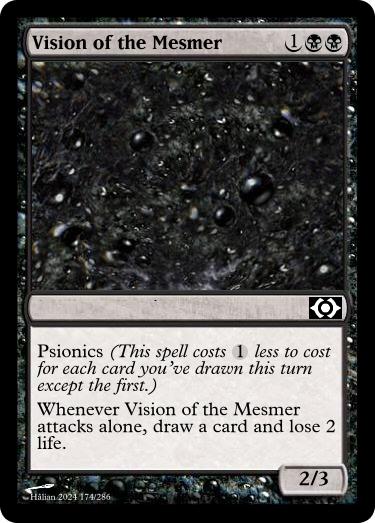 Vision of the Mesmer 1
Psionics (This spell costs 1 less to cost
for each card you've drawn this turn
except the first.)
Whenever Vision of the Mesmer
attacks alone, draw a card and lose 2
life.
2/3
Hálian 2024 174/286